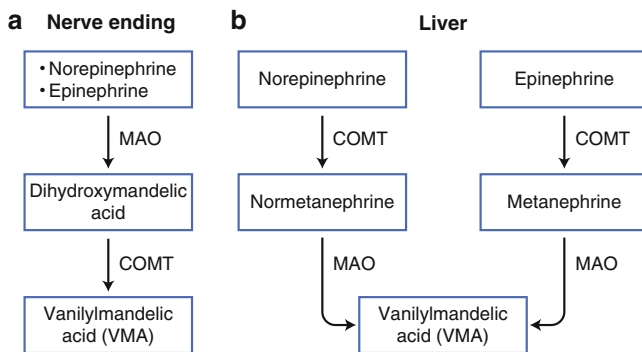 a Nerve ending
• Norepinephrine
• Epinephrine
MAO
Dihydroxymandelic
acid
COMT
Vanilylmandelic
acid (VMA)
b Liver
Norepinephrine
COMT
Normetanephrine
MAO
Epinephrine
COMT
Metanephrine
MAO
Vanilylmandelic
acid (VMA)